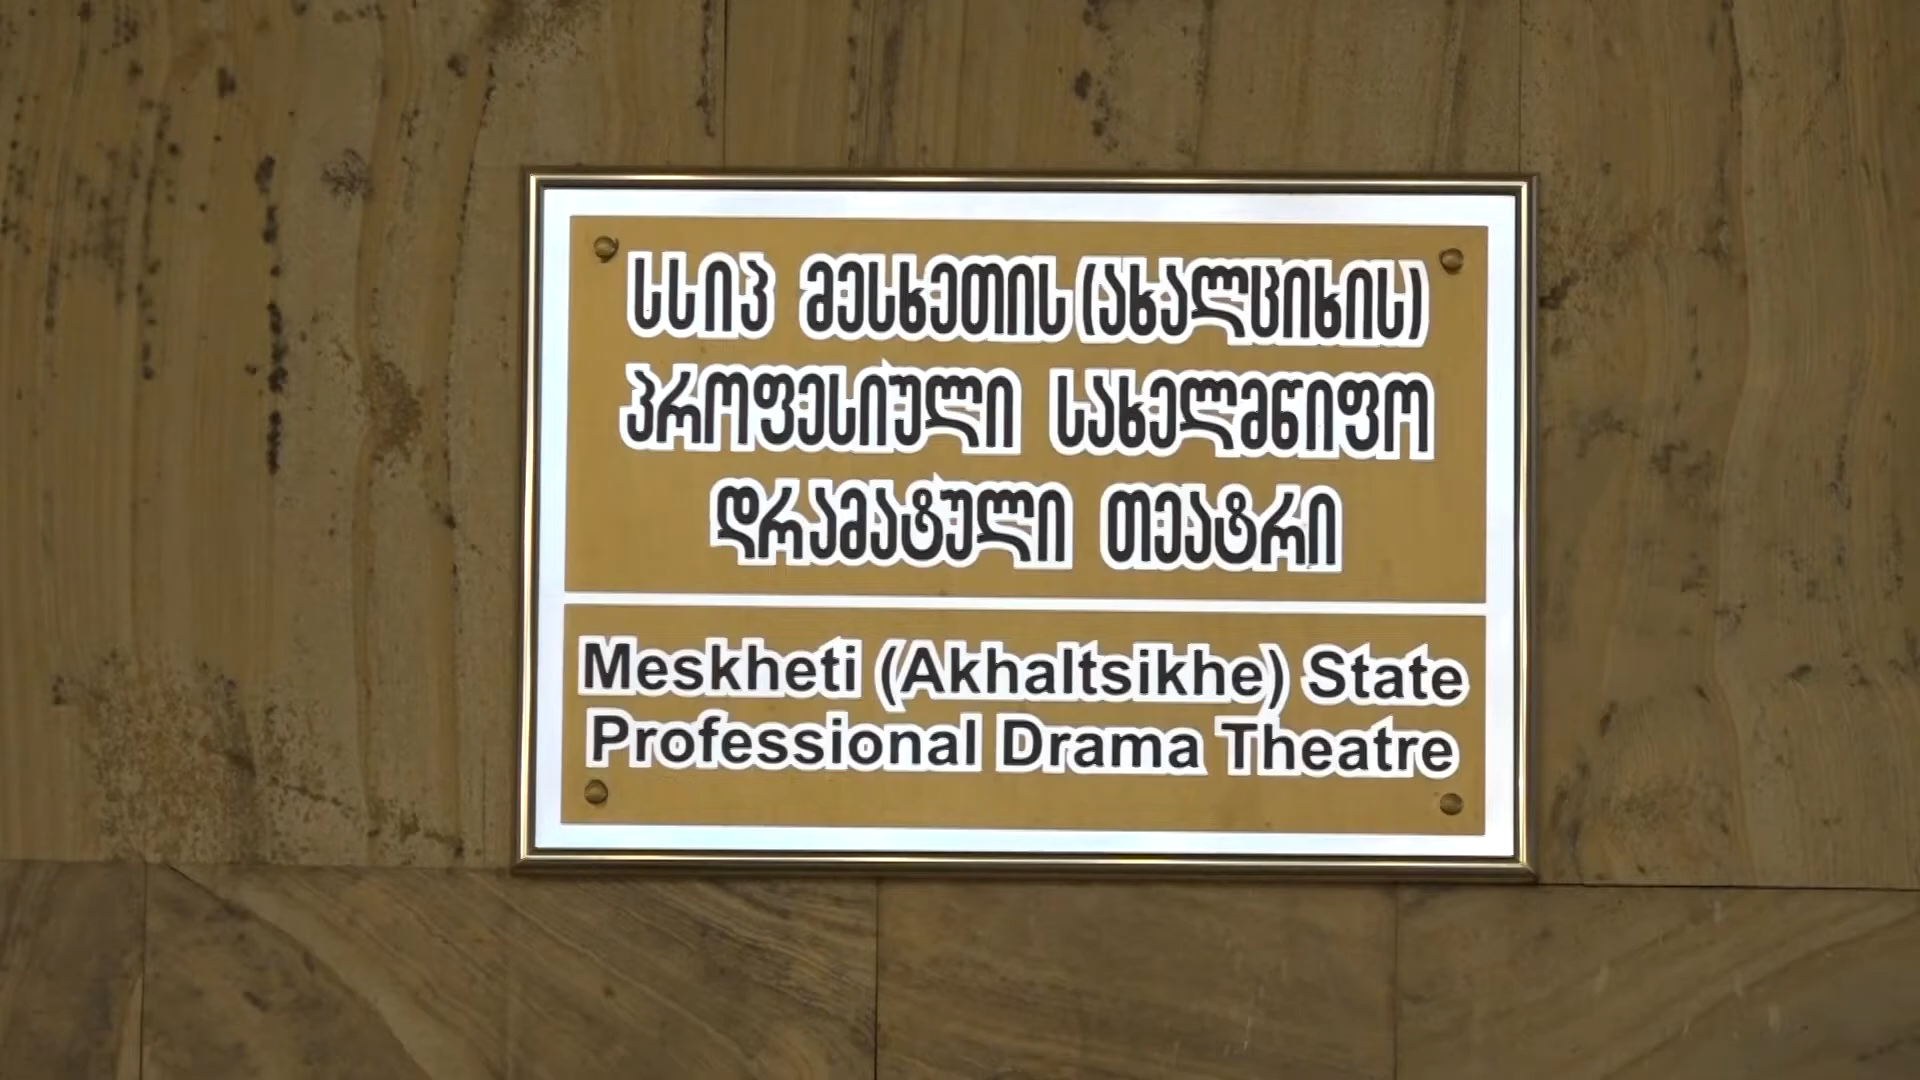 სსიპ მესხეთის (ახალციხის)
პროფესიული სახელმწიფო
დრამატული თეატრი
Meskheti (Akhaltsikhe) State
Professional Drama Theatre